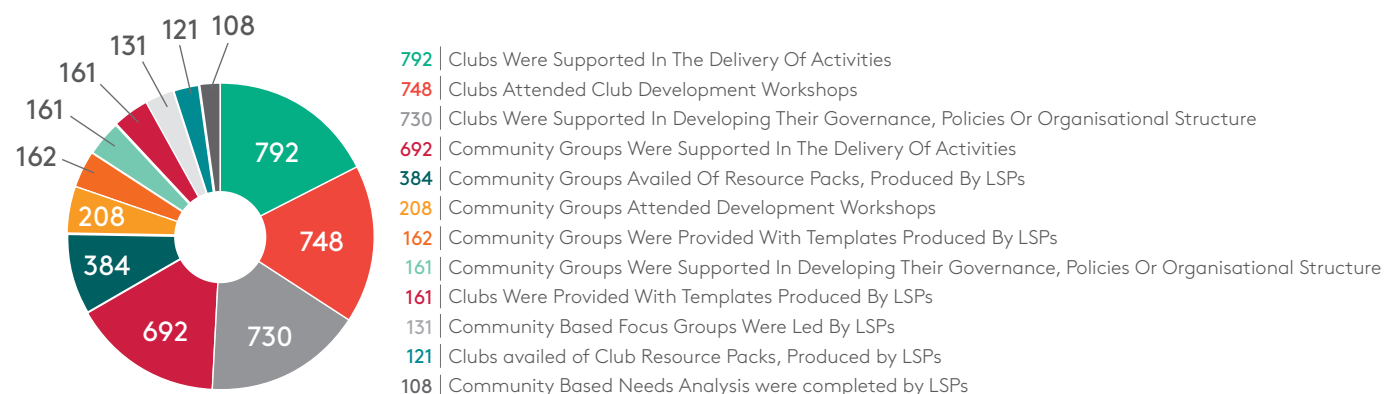 131
121
108
161
161
162
792
208
748
384
692
730
792 Clubs Were Supported In The Delivery Of Activities
748 Clubs Attended Club Development Workshops
730 Clubs Were Supported In Developing Their Governance, Policies Or Organisational Structure
692 Community Groups Were Supported In The Delivery Of Activities
384 Community Groups Availed Of Resource Packs, Produced By LSPs
208 Community Groups Attended Development Workshops
162 Community Groups Were Provided With Templates Produced By LSPs
161 Community Groups Were Supported In Developing Their Governance, Policies Or Organisational Structure
161 Clubs Were Provided With Templates Produced By LSPs
131 Community Based Focus Groups Were Led By LSPs
121 Clubs availed of Club Resource Packs, Produced by LSPs
108 Community Based Needs Analysis were completed by LSPs